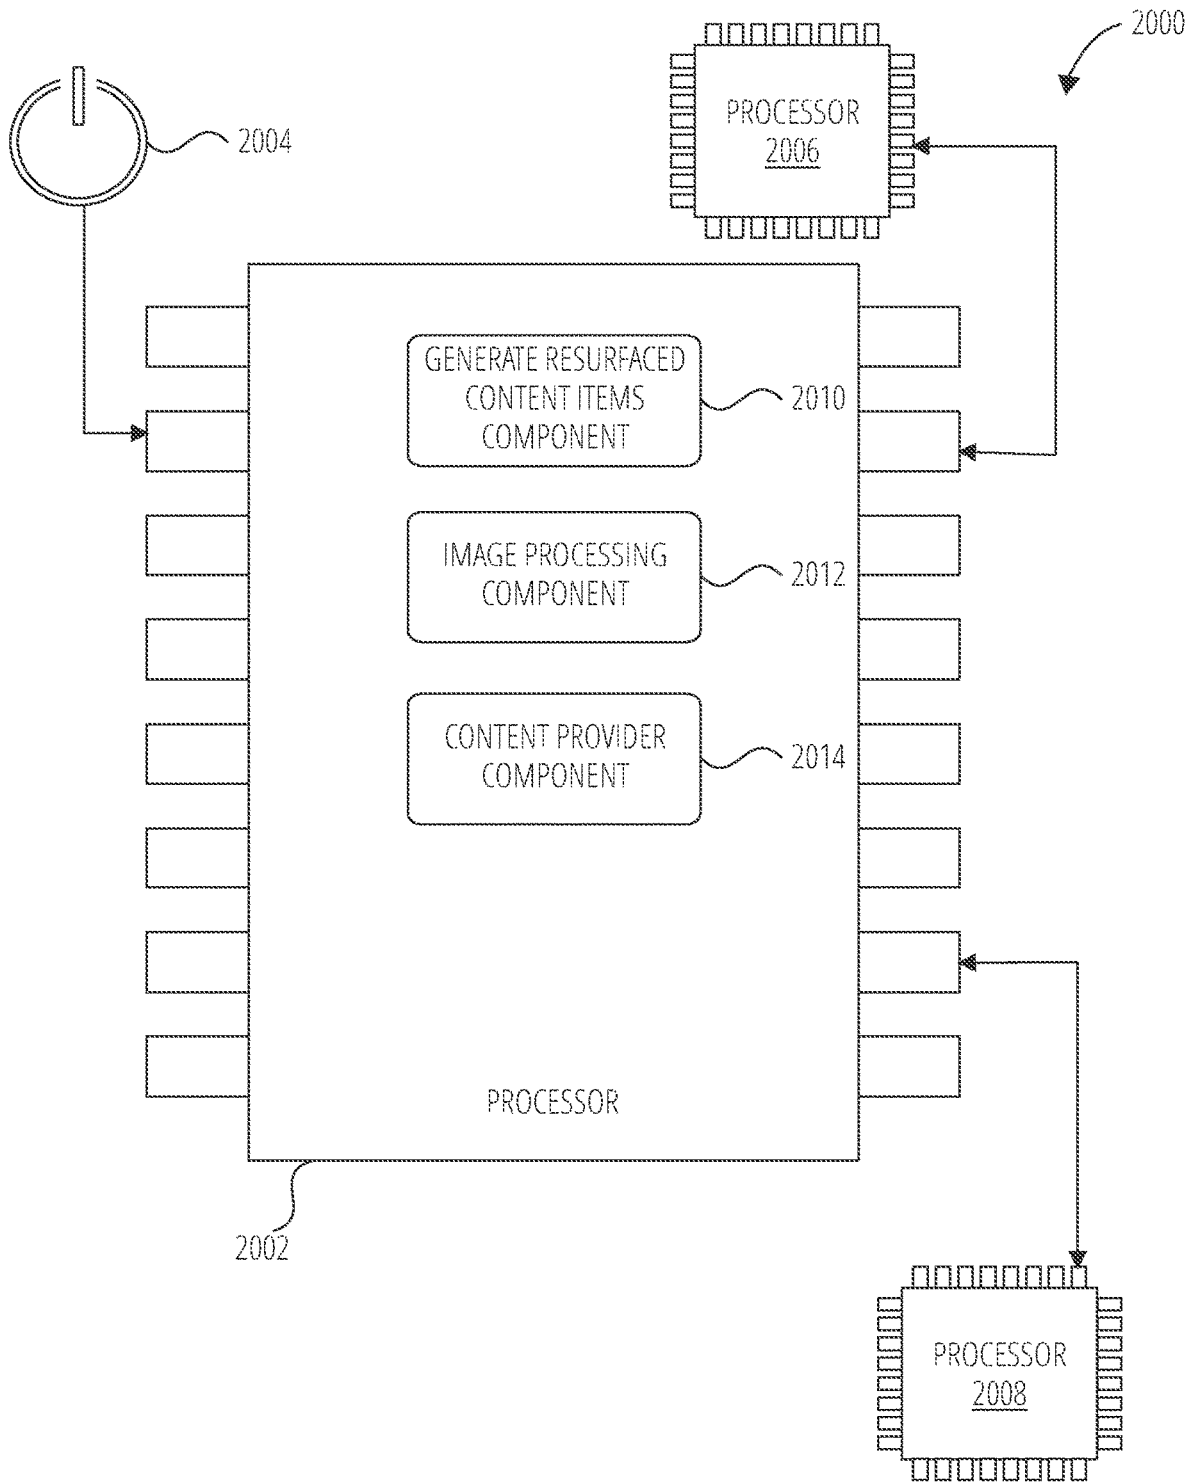 2000
PROCESSOR
2006
2004
GENERATE RESURFACED
CONTENT ITEMS
COMPONENT
2010
IMAGE PROCESSING
COMPONENT
2012
CONTENT PROVIDER
COMPONENT
2014
PROCESSOR
2002
PROCESSOR
2008